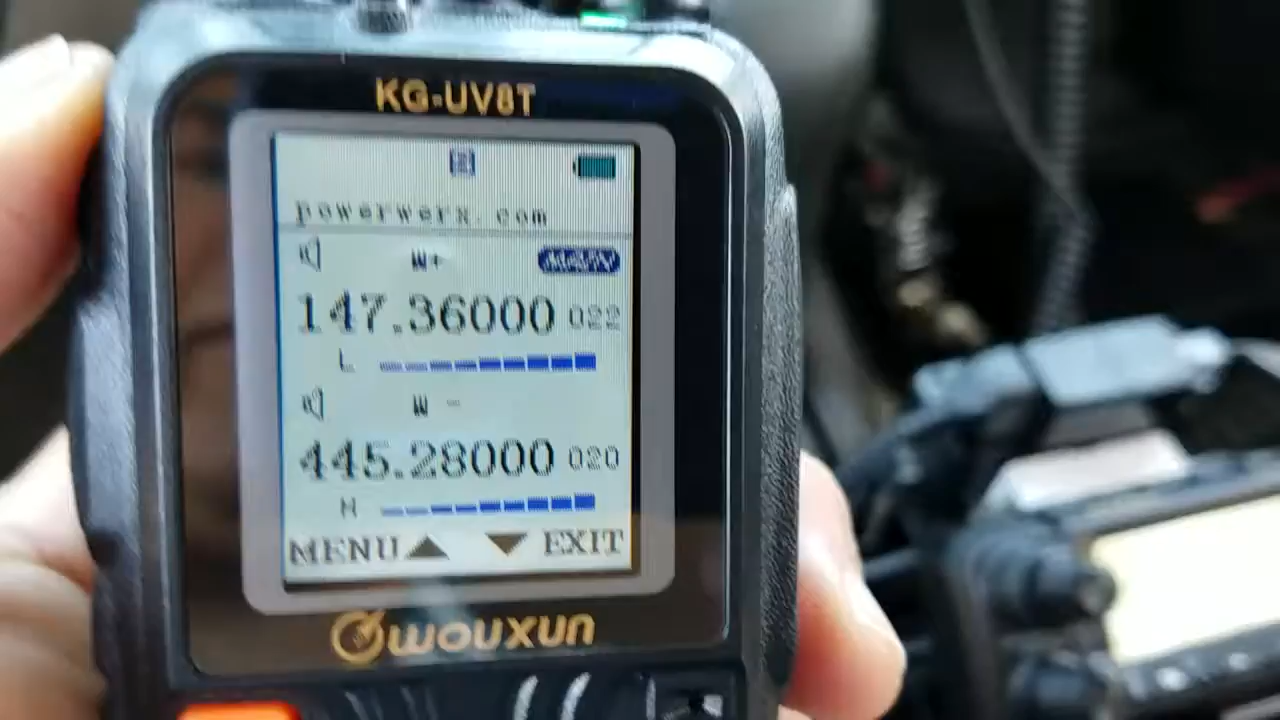 KG-UV8T
powerwerx.com
W+ MAIN
147.36000 022
L
W -
445.28000 020
H
MENU EXIT
WOUXUN